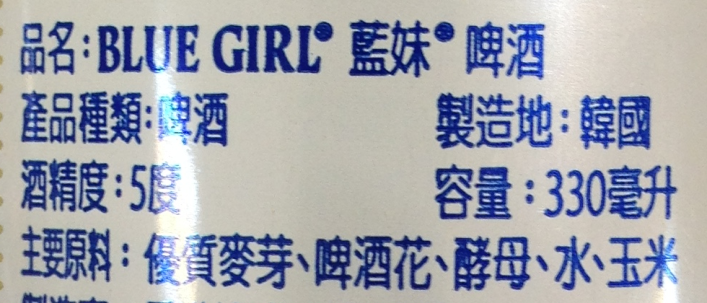 品名:BLUE GIRL® 藍妹® 啤酒
產品種類:啤酒 製造地:韓國
酒精度:5度 容量:330毫升
主要原料:優質麥芽、啤酒花、酵母、水、玉米